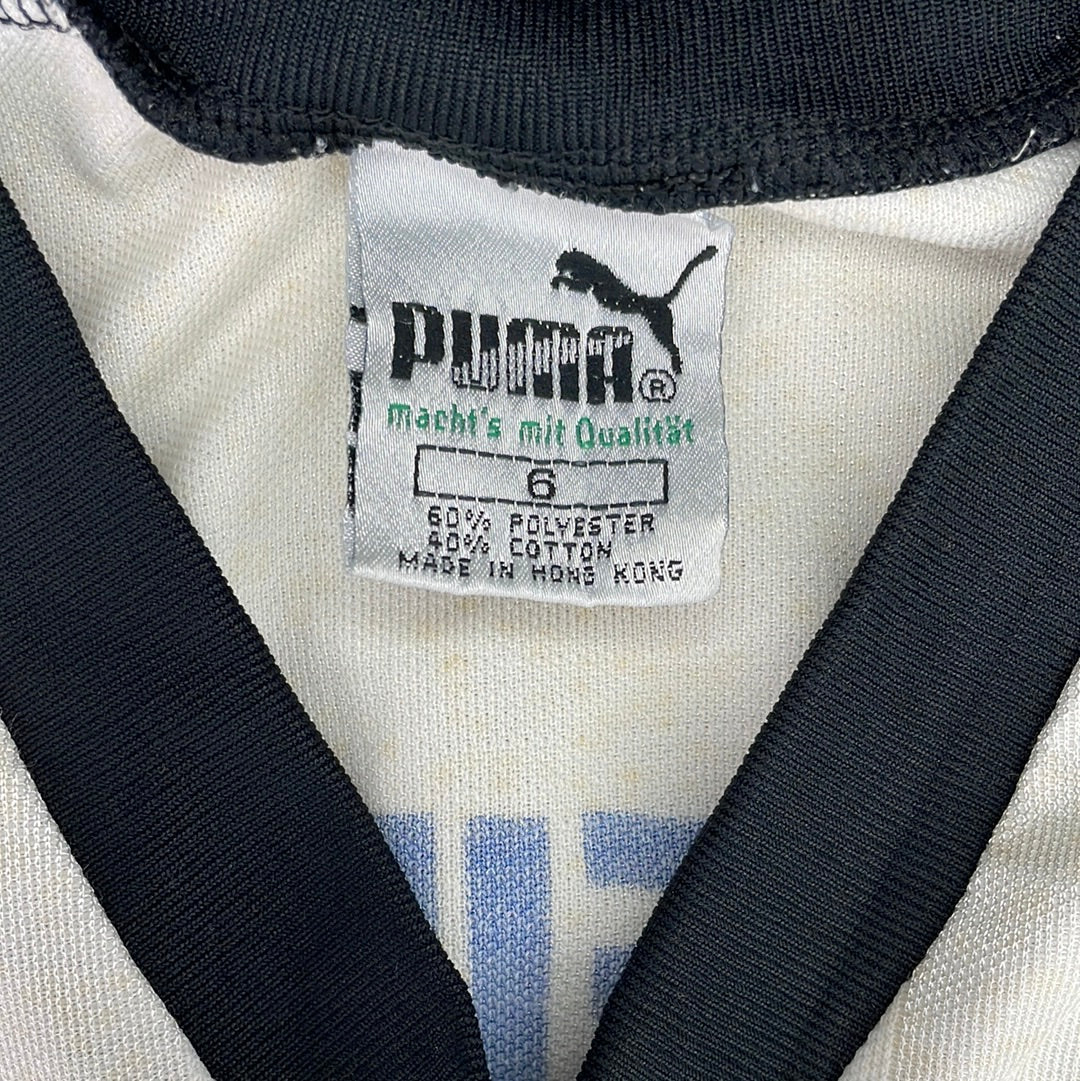 PUMA®
macht's mit Qualität
6
60% POLYESTER
40% COTTON
MADE IN HONG KONG